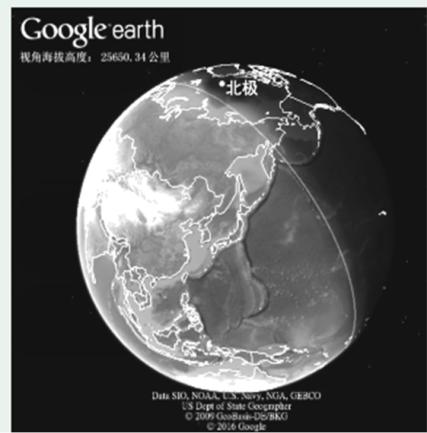 Google earth
视角海拔高度: 25650.34公里
北极
Data SIO, NOAA, U.S. Navy, NGA, GEBCO
US Dept of State Geographer
© 2009 GeoBasis-DE/BKG
© 2016 Google